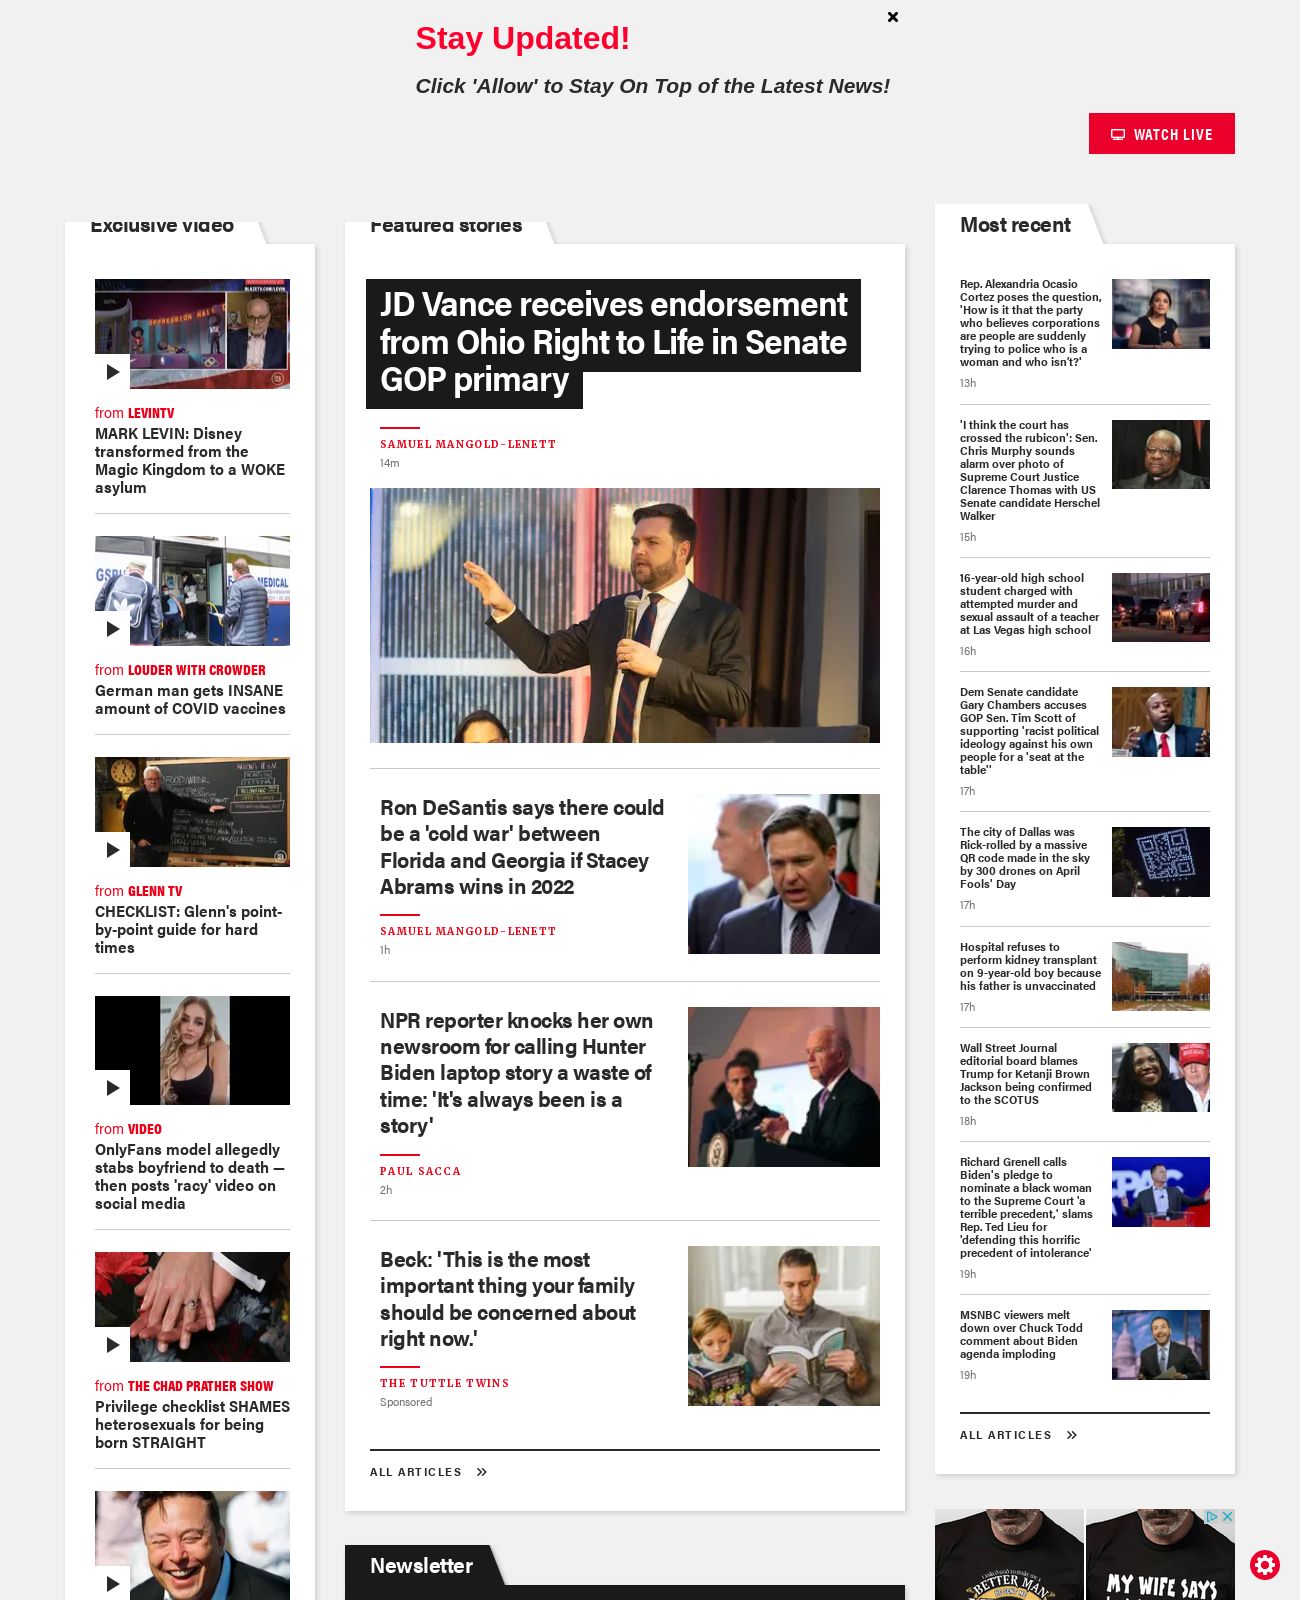 Stay Updated!
Click 'Allow' to Stay On Top of the Latest News!
WATCH LIVE
Exclusive video
from LEVINTV
MARK LEVIN: Disney
transformed from the
Magic Kingdom to a WOKE
asylum
from LOUDER WITH CROWDER
German man gets INSANE
amount of COVID vaccines
from GLENN TV
CHECKLIST: Glenn's point-
by-point guide for hard
times
from VIDEO
OnlyFans model allegedly
stabs boyfriend to death —
then posts 'racy' video on
social media
from THE CHAD PRATHER SHOW
Privilege checklist SHAMES
heterosexuals for being
born STRAIGHT
Featured stories
JD Vance receives endorsement
from Ohio Right to Life in Senate
GOP primary
SAMUEL MANGOLD-LENETT
14m
Ron DeSantis says there could
be a 'cold war' between
Florida and Georgia if Stacey
Abrams wins in 2022
SAMUEL MANGOLD-LENETT
1h
NPR reporter knocks her own
newsroom for calling Hunter
Biden laptop story a waste of
time: 'It's always been is a
story'
PAUL SACCA
2h
Beck: 'This is the most
important thing your family
should be concerned about
right now.'
THE TUTTLE TWINS
Sponsored
ALL ARTICLES
Newsletter
Most recent
Rep. Alexandria Ocasio
Cortez poses the question,
'How is it that the party
who believes corporations
are people are suddenly
trying to police who is a
woman and who isn't?'
13h
'I think the court has
crossed the rubicon': Sen.
Chris Murphy sounds
alarm over photo of
Supreme Court Justice
Clarence Thomas with US
Senate candidate Herschel
Walker
15h
16-year-old high school
student charged with
attempted murder and
sexual assault of a teacher
at Las Vegas high school
16h
Dem Senate candidate
Gary Chambers accuses
GOP Sen. Tim Scott of
supporting 'racist political
ideology against his own
people for a 'seat at the
table''
17h
The city of Dallas was
Rick-rolled by a massive
QR code made in the sky
by 300 drones on April
Fools' Day
17h
Hospital refuses to
perform kidney transplant
on 9-year-old boy because
his father is unvaccinated
17h
Wall Street Journal
editorial board blames
Trump for Ketanji Brown
Jackson being confirmed
to the SCOTUS
18h
Richard Grenell calls
Biden's pledge to
nominate a black woman
to the Supreme Court 'a
terrible precedent,' slams
Rep. Ted Lieu for
'defending this horrific
precedent of intolerance'
19h
MSNBC viewers melt
down over Chuck Todd
comment about Biden
agenda imploding
19h
ALL ARTICLES
BETTER MAN
MY WIFE SAYS